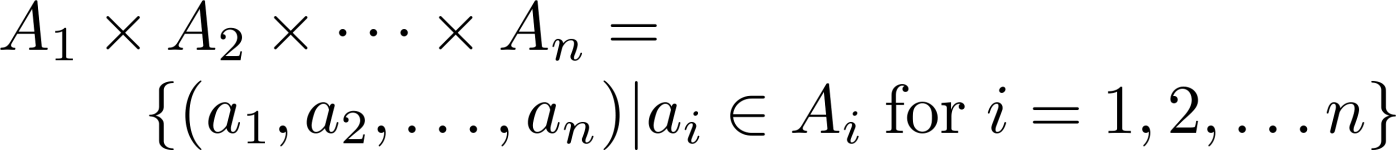 A₁ × A₂ × ⋯ × Aₙ =
{(a₁, a₂, . . . , aₙ)|aᵢ ∈ Aᵢ for i = 1, 2, . . . n}